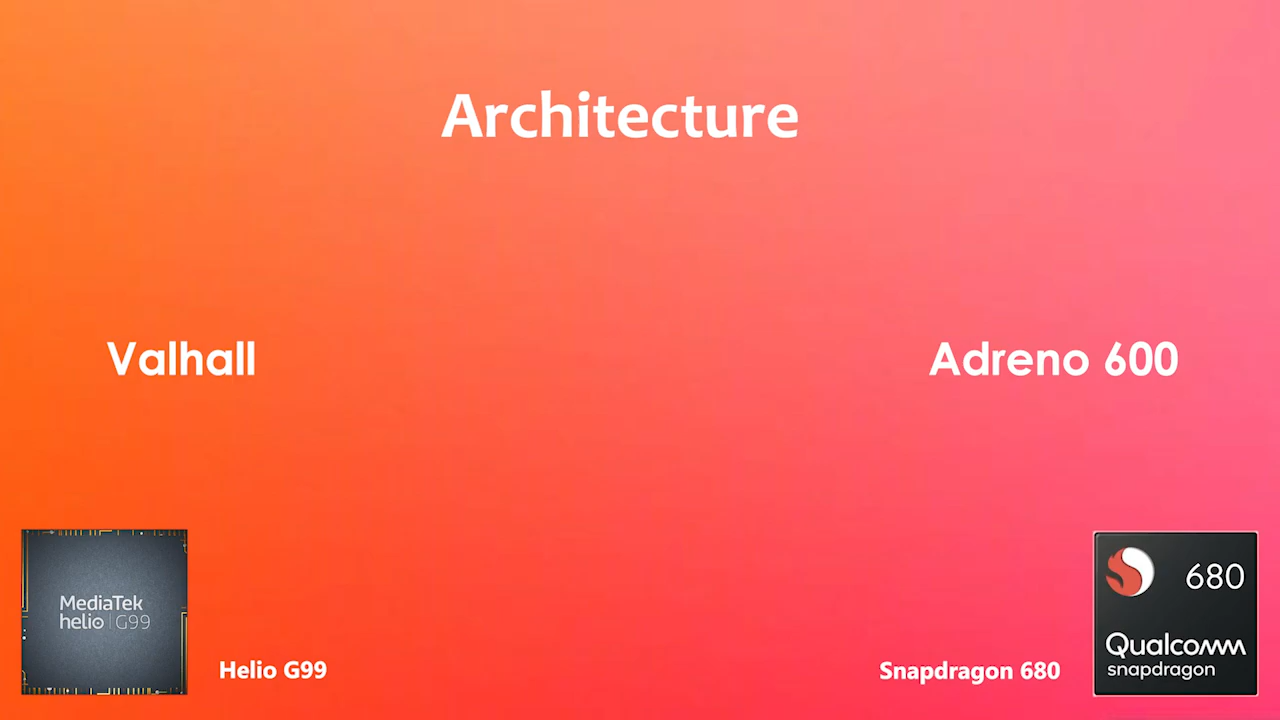 Architecture
Valhall
Adreno 600
MediaTek
helio | G99
Helio G99
Snapdragon 680
680
Qualcomm
snapdragon